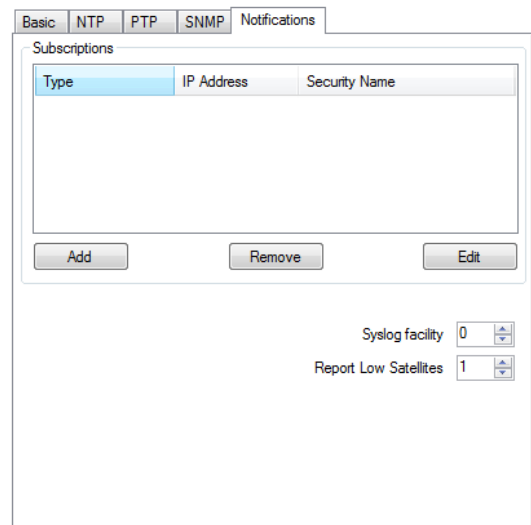 Basic NTP PTP SNMP Notifications
Subscriptions
Type IP Address Security Name
Add Remove Edit
Syslog facility 0
Report Low Satellites 1